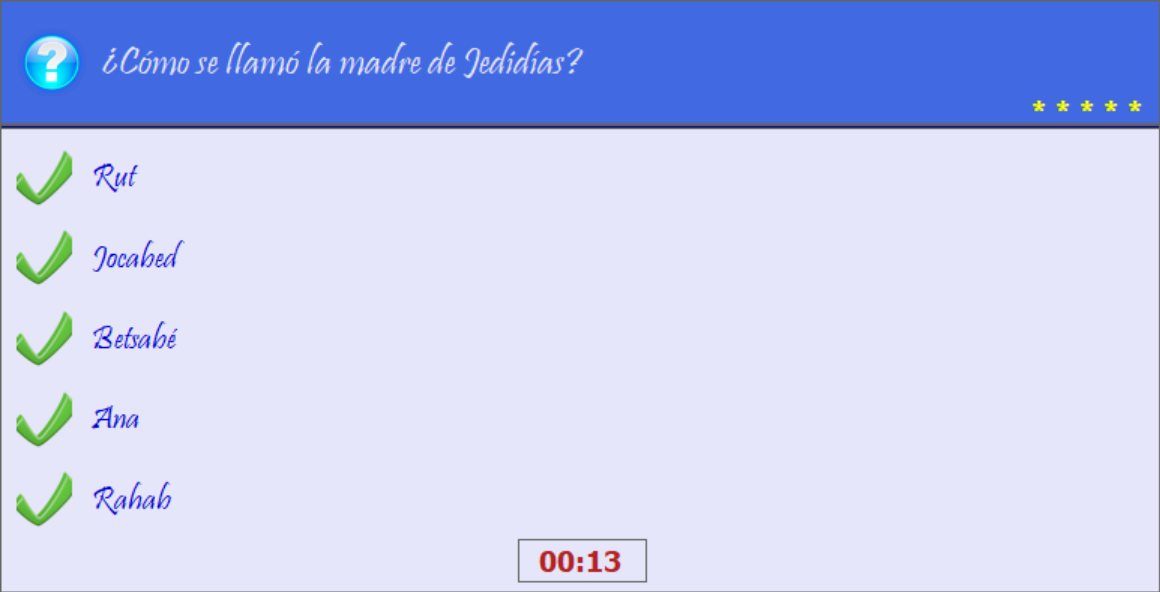 ¿Cómo se llamó la madre de Jedidías?
* * * * *
Rut
Jocabed
Betsabé
Ana
Rahab
00:13